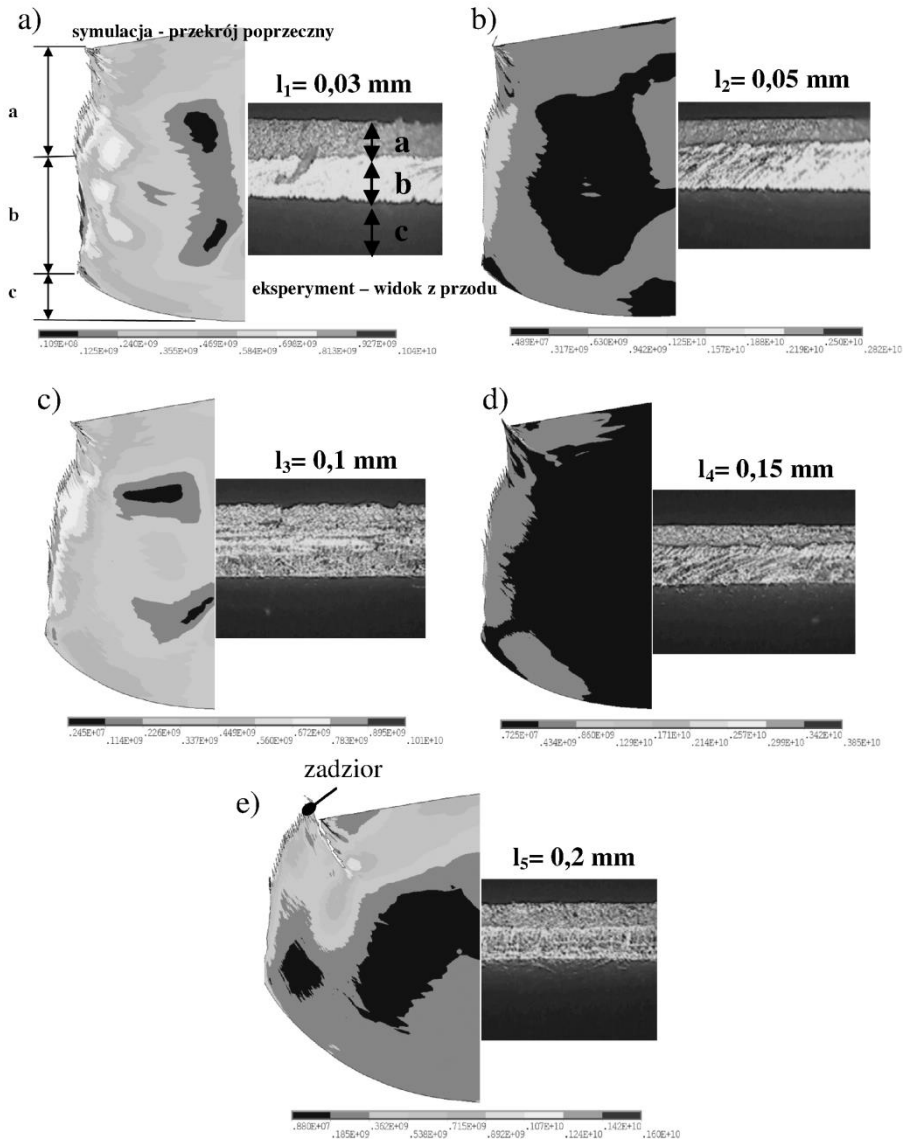 a)
symulacja - przekrój poprzeczny
a
b
c
l₁= 0,03 mm
a
b
c
eksperyment – widok z przodu
.109E+08 .240E+09 .469E+09 .698E+09 .927E+09
.125E+09 .355E+09 .584E+09 .813E+09 .104E+10
b)
l₂= 0,05 mm
.489E+07 .630E+09 .125E+10 .188E+10 .250E+10
.317E+09 .942E+09 .157E+10 .219E+10 .282E+10
c)
l₃= 0,1 mm
.245E+07 .226E+09 .449E+09 .672E+09 .895E+09
.114E+09 .337E+09 .560E+09 .783E+09 .101E+10
d)
l₄= 0,15 mm
.725E+07 .860E+09 .171E+10 .257E+10 .342E+10
.434E+09 .129E+10 .214E+10 .299E+10 .385E+10
e)
zadzior
l₅= 0,2 mm
.880E+07 .362E+09 .715E+09 .107E+10 .142E+10
.185E+09 .538E+09 .892E+09 .124E+10 .160E+10